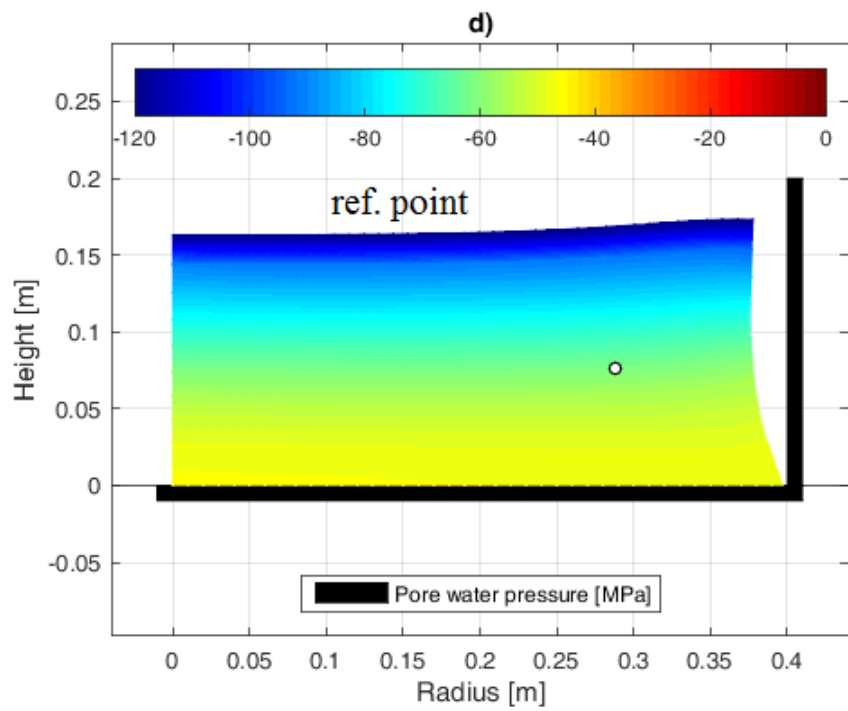 d)
-120 -100 -80 -60 -40 -20 0
ref. point
0.25
0.2
0.15
0.1
0.05
0
-0.05
Height [m]
Pore water pressure [MPa]
0 0.05 0.1 0.15 0.2 0.25 0.3 0.35 0.4
Radius [m]